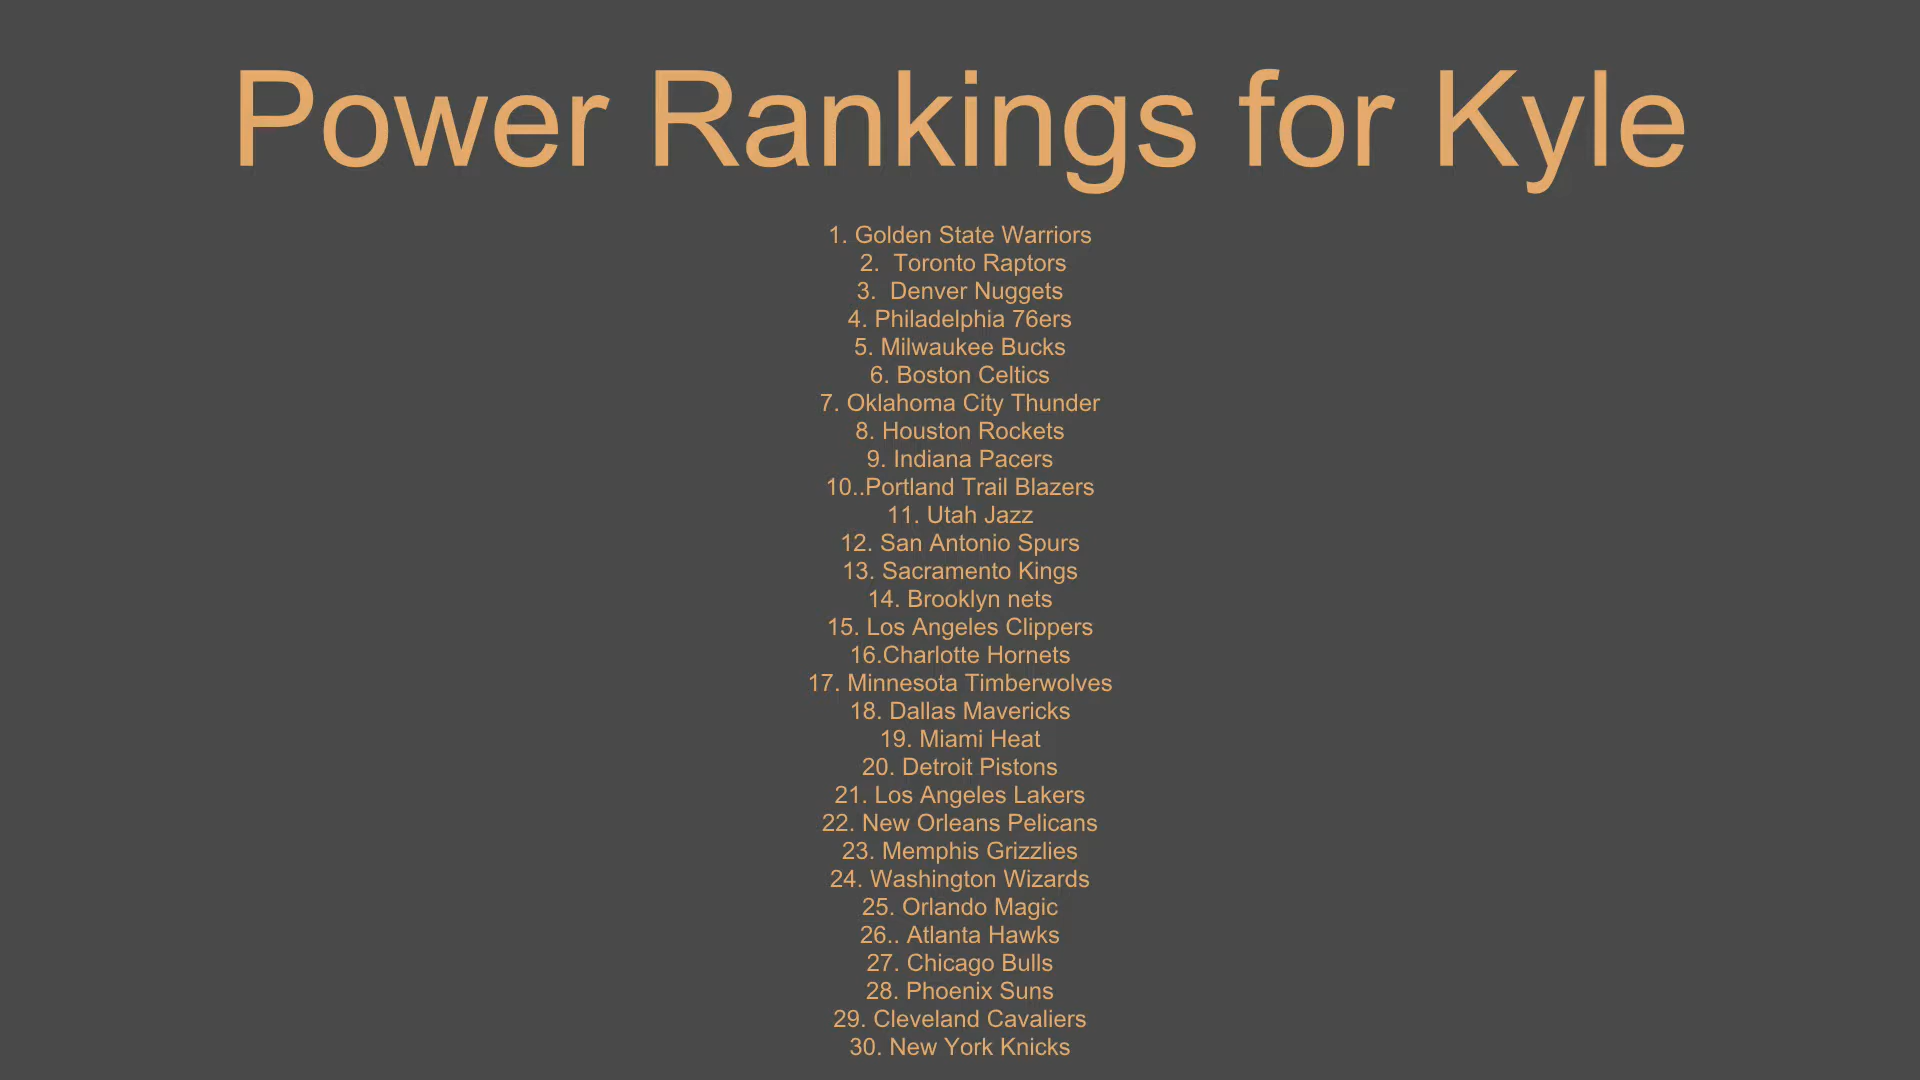 Power Rankings for Kyle
1. Golden State Warriors
2.  Toronto Raptors
3.  Denver Nuggets
4. Philadelphia 76ers
5. Milwaukee Bucks
6. Boston Celtics
7. Oklahoma City Thunder
8. Houston Rockets
9. Indiana Pacers
10..Portland Trail Blazers
11. Utah Jazz
12. San Antonio Spurs
13. Sacramento Kings
14. Brooklyn nets
15. Los Angeles Clippers
16.Charlotte Hornets
17. Minnesota Timberwolves
18. Dallas Mavericks
19. Miami Heat
20. Detroit Pistons
21. Los Angeles Lakers
22. New Orleans Pelicans
23. Memphis Grizzlies
24. Washington Wizards
25. Orlando Magic
26.. Atlanta Hawks
27. Chicago Bulls
28. Phoenix Suns
29. Cleveland Cavaliers
30. New York Knicks